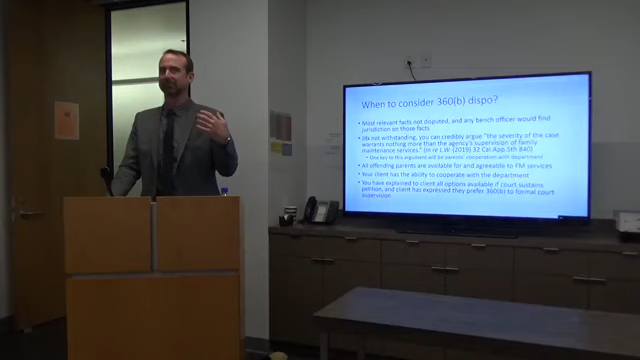 When to consider 360(b) dispo?
• Most relevant facts not disputed, and any bench officer would find
jurisdiction on those facts
• JJdx not withstanding, you can credibly argue "the severity of the case
warrants nothing more than the agency's supervision of family
maintenance services." (In re L.W. (2019) 32 Cal.App.5th 840)
• One key to this argument will be parents' cooperation with department
• All offending parents are available for and agreeable to FM services
• Your client has the ability to cooperate with the department
• You have explained to client all options available if court sustains
petition, and client has expressed they prefer 360(b) to formal court
supervision.